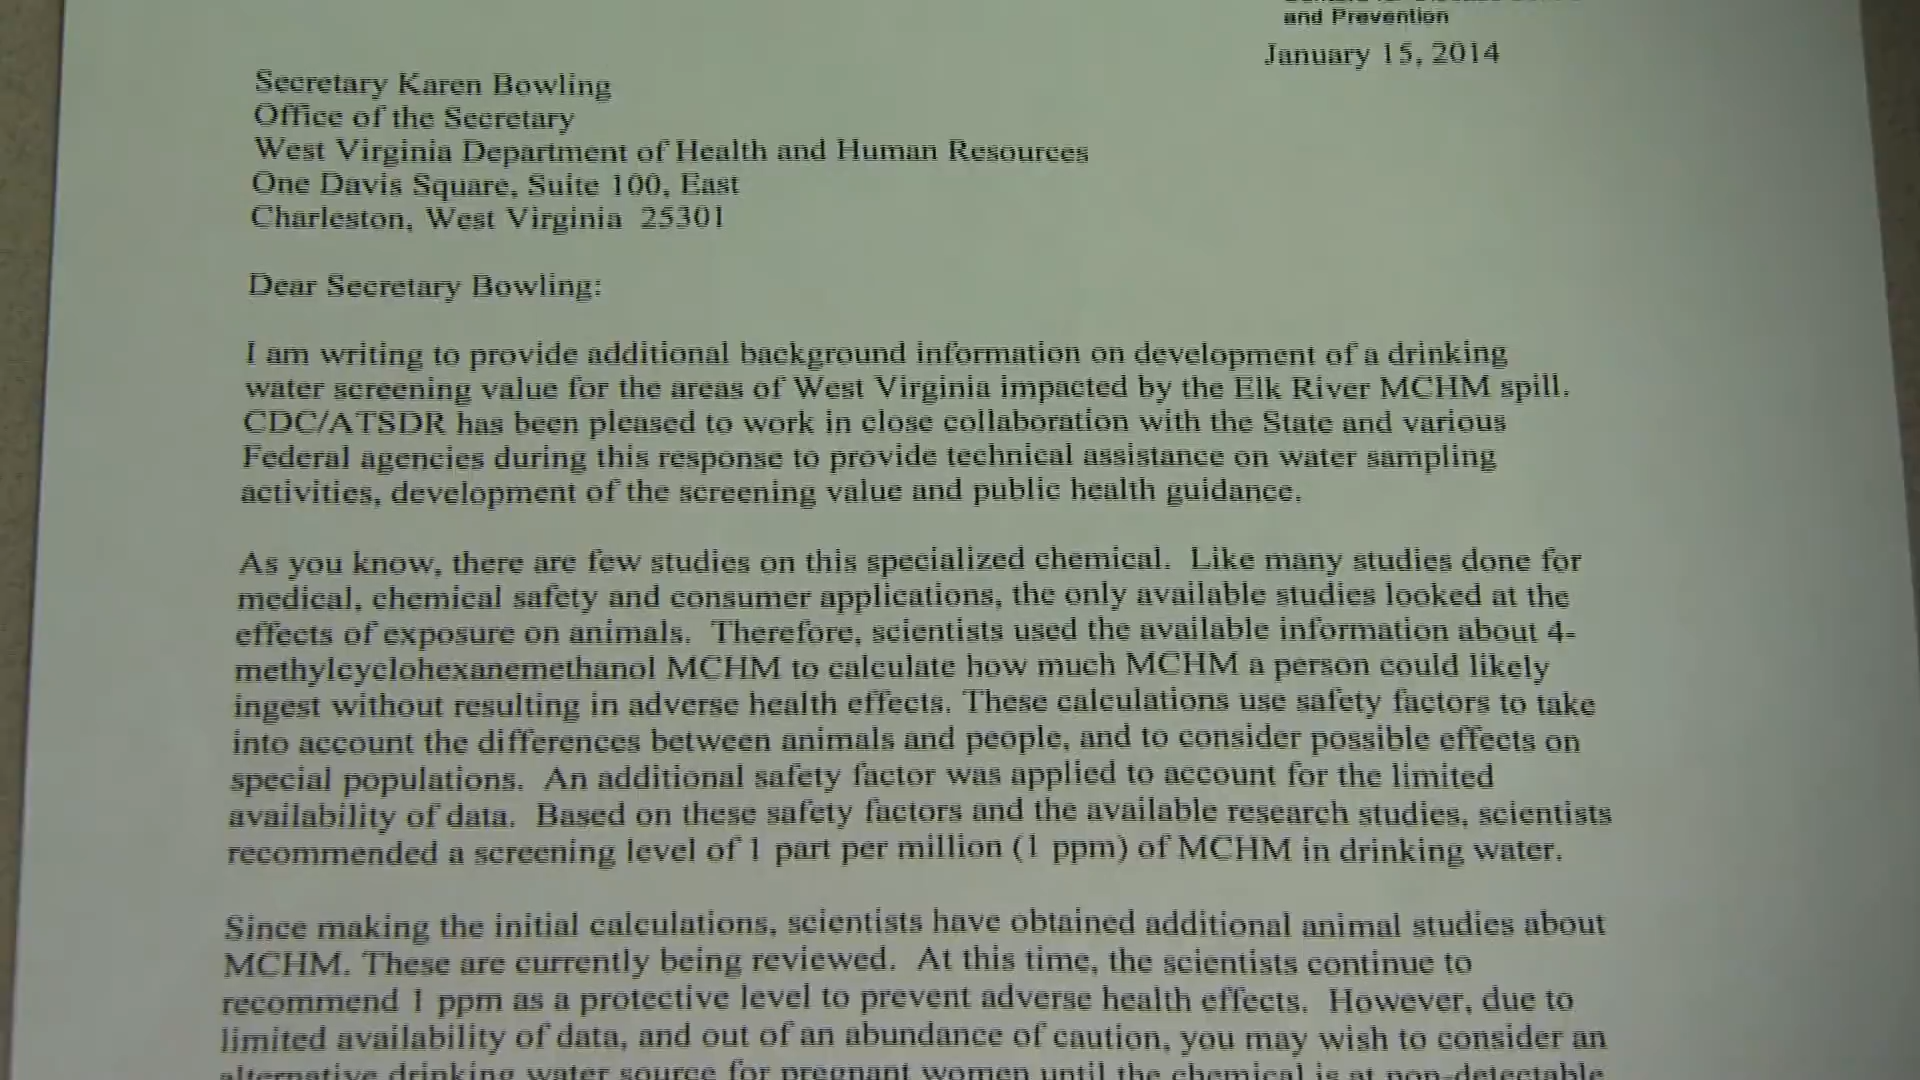 and Prevention
January 15, 2014
Secretary Karen Bowling
Office of the Secretary
West Virginia Department of Health and Human Resources
One Davis Square, Suite 100, East
Charleston, West Virginia  25301
Dear Secretary Bowling:
I am writing to provide additional background information on development of a drinking
water screening value for the areas of West Virginia impacted by the Elk River MCHM spill.
CDC/ATSDR has been pleased to work in close collaboration with the State and various
Federal agencies during this response to provide technical assistance on water sampling
activities, development of the screening value and public health guidance.
As you know, there are few studies on this specialized chemical.  Like many studies done for
medical, chemical safety and consumer applications, the only available studies looked at the
effects of exposure on animals.  Therefore, scientists used the available information about 4-
methylcyclohexanemethanol MCHM to calculate how much MCHM a person could likely
ingest without resulting in adverse health effects. These calculations use safety factors to take
into account the differences between animals and people, and to consider possible effects on
special populations.  An additional safety factor was applied to account for the limited
availability of data.  Based on these safety factors and the available research studies, scientists
recommended a screening level of 1 part per million (1 ppm) of MCHM in drinking water.
Since making the initial calculations, scientists have obtained additional animal studies about
MCHM. These are currently being reviewed.  At this time, the scientists continue to
recommend 1 ppm as a protective level to prevent adverse health effects.  However, due to
limited availability of data, and out of an abundance of caution, you may wish to consider an
alternative drinking water source for pregnant women until the chemical is at non-detectable